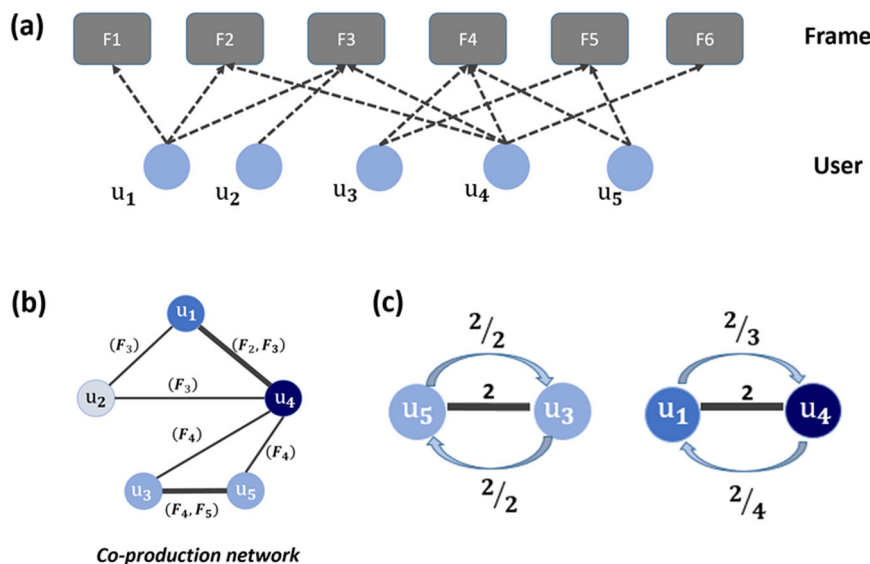 (a)
F1 F2 F3 F4 F5 F6 Frame
u1 u2 u3 u4 u5 User
(b)
u1
(F3) (F2, F3)
u2 (F3) u4
(F4) (F4)
u3 u5
(F4, F5)
Co-production network
(c)
2/2
u5 2 u3
2/2
2/3
u1 2 u4
2/4